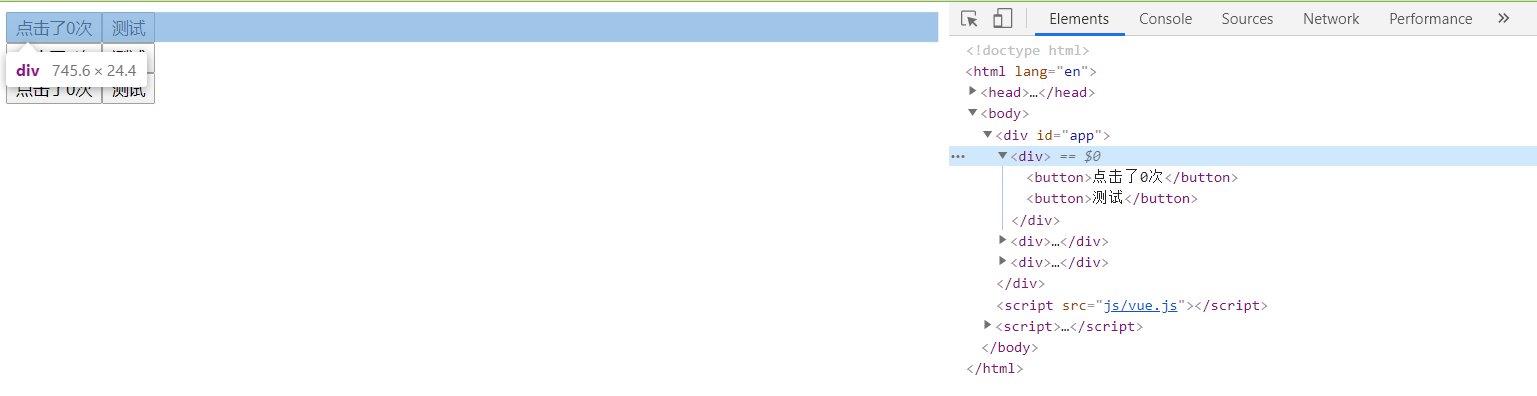 点击了0次 测试
div 745.6 × 24.4
点击了0次 测试
Elements Console Sources Network Performance »
<!doctype html>
<html lang="en">
<head>…</head>
<body>
<div id="app">
… <div> == $0
<button>点击了0次</button>
<button>测试</button>
</div>
<div>…</div>
<div>…</div>
</div>
<script src="js/vue.js"></script>
<script>…</script>
</body>
</html>